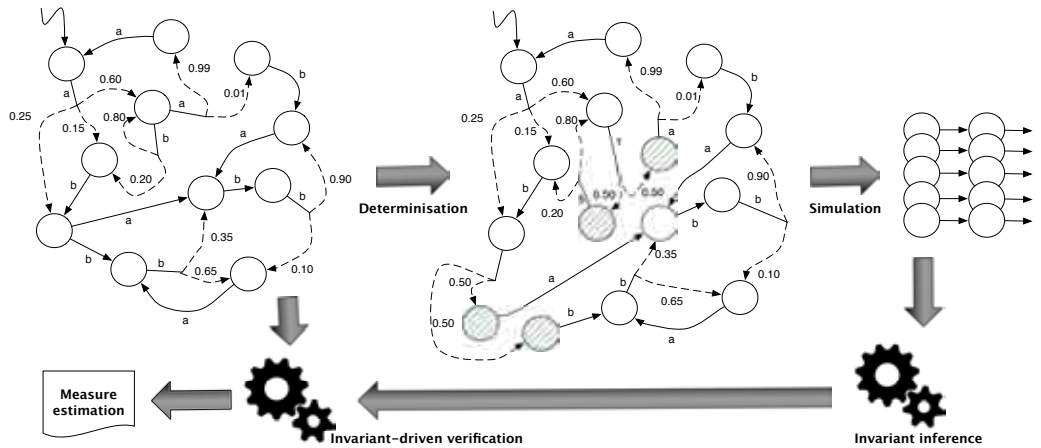 a
0.99
0.60
0.01
b
a
0.25
0.15
0.80
a
b
a
0.20
b
0.90
b
b
a
0.35
b
b
0.65
0.10
a
Determinisation
a
0.99
0.60
0.01
b
a
0.25
0.15
0.80
a
τ
a
0.20
b
0.50
0.50
0.90
b
b
0.35
a
0.10
0.50
b
0.65
0.50
b
a
Simulation
Measure
estimation
Invariant-driven verification
Invariant inference